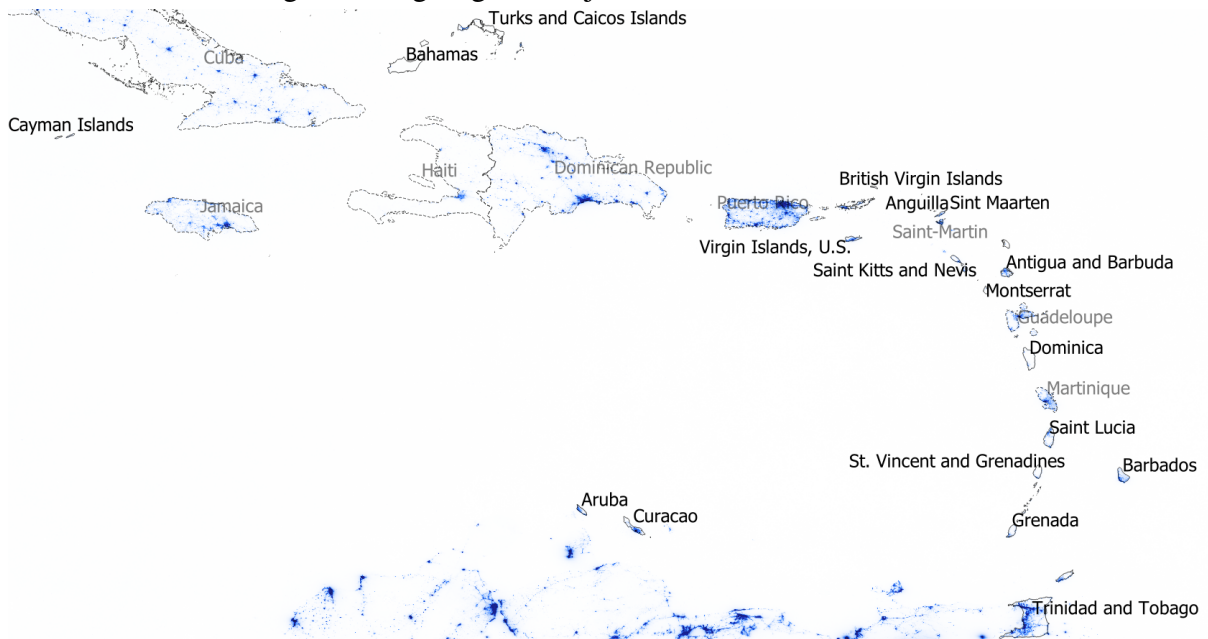 Turks and Caicos Islands
Bahamas
Cuba
Cayman Islands
Haiti
Dominican Republic
British Virgin Islands
Jamaica
Puerto Rico
Anguilla
Sint Maarten
Saint-Martin
Virgin Islands, U.S.
Saint Kitts and Nevis
Antigua and Barbuda
Montserrat
Guadeloupe
Dominica
Martinique
Saint Lucia
St. Vincent and Grenadines
Barbados
Aruba
Curacao
Grenada
Trinidad and Tobago